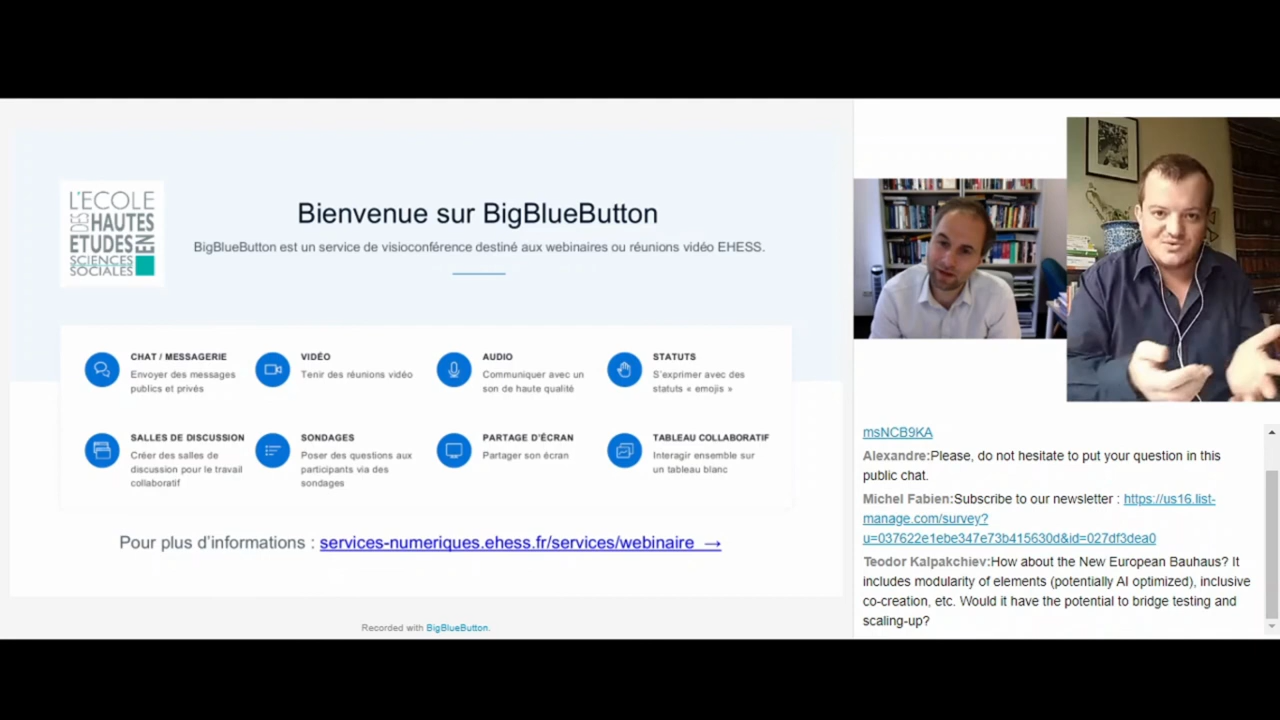 L'ECOLE
DES HAUTES
ETUDES EN
SCIENCES
SOCIALES
Bienvenue sur BigBlueButton
BigBlueButton est un service de visioconférence destiné aux webinaires ou réunions vidéo EHESS.
CHAT / MESSAGERIE
Envoyer des messages
publics et privés
VIDÉO
Tenir des réunions vidéo
AUDIO
Communiquer avec un
son de haute qualité
STATUTS
S'exprimer avec des
statuts « emojis »
SALLES DE DISCUSSION
Créer des salles de
discussion pour le travail
collaboratif
SONDAGES
Poser des questions aux
participants via des
sondages
PARTAGE D'ÉCRAN
Partager son écran
TABLEAU COLLABORATIF
Interagir ensemble sur
un tableau blanc
Pour plus d'informations : services-numeriques.ehess.fr/services/webinaire →
Recorded with BigBlueButton.
msNCB9KA
Alexandre:Please, do not hesitate to put your question in this
public chat.
Michel Fabien:Subscribe to our newsletter : https://us16.list-
manage.com/survey?
u=037622e1ebe347e73b415630d&id=027df3dea0
Teodor Kalpakchiev:How about the New European Bauhaus? It
includes modularity of elements (potentially AI optimized), inclusive
co-creation, etc. Would it have the potential to bridge testing and
scaling-up?